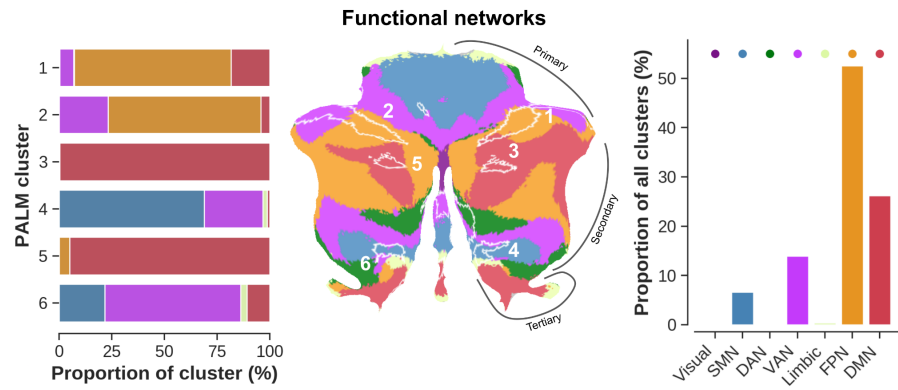 Functional networks
PALM cluster
1
2
3
4
5
6
0 25 50 75 100
Proportion of cluster (%)
Primary
Secondary
Tertiary
2
1
5
3
6
4
Proportion of all clusters (%)
50
40
30
20
10
0
Visual
SMN
DAN
VAN
Limbic
FPN
DMN